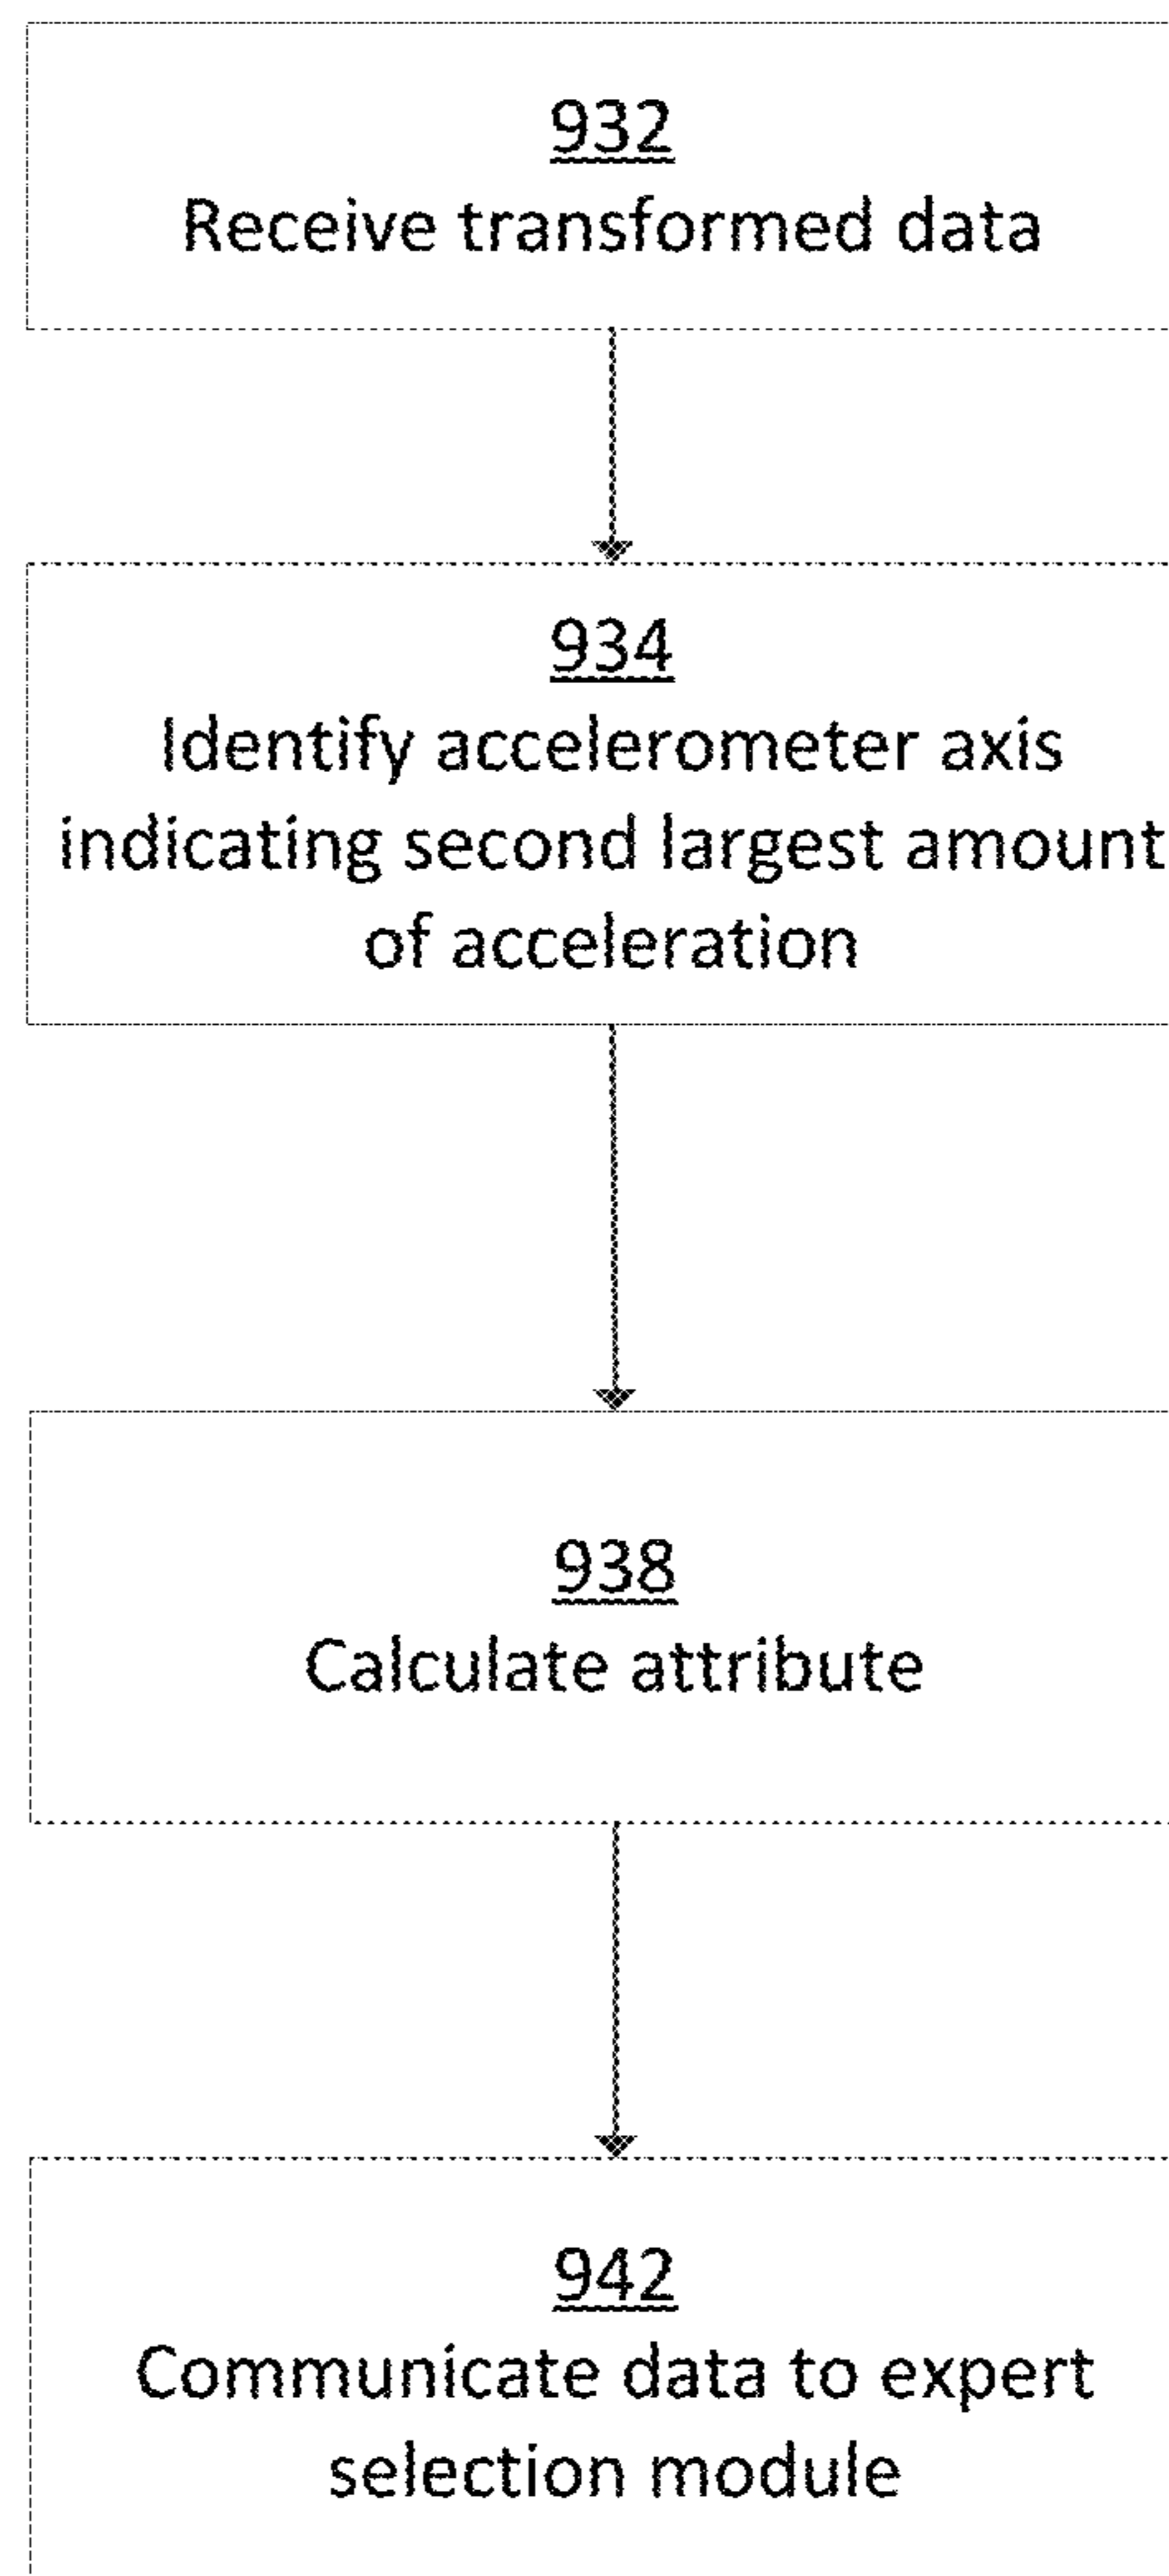 932
Receive transformed data
934
Identify accelerometer axis
indicating second largest amount
of acceleration
938
Calculate attribute
942
Communicate data to expert
selection module